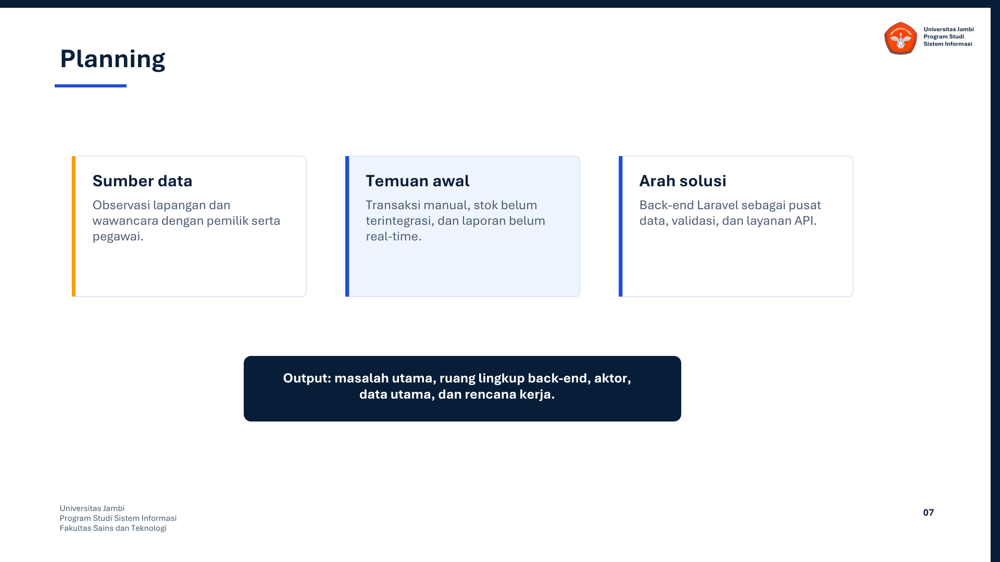 Planning
UNIVERSITAS JAMBI
Universitas Jambi
Program Studi
Sistem Informasi
Sumber data
Observasi lapangan dan
wawancara dengan pemilik serta
pegawai.
Temuan awal
Transaksi manual, stok belum
terintegrasi, dan laporan belum
real-time.
Arah solusi
Back-end Laravel sebagai pusat
data, validasi, dan layanan API.
Output: masalah utama, ruang lingkup back-end, aktor,
data utama, dan rencana kerja.
Universitas Jambi
Program Studi Sistem Informasi
Fakultas Sains dan Teknologi
07